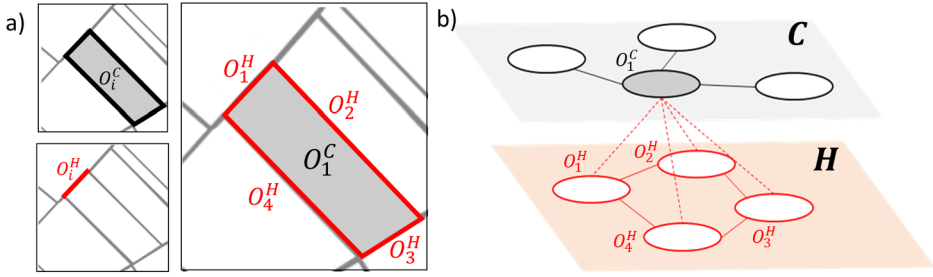 a)
O_i^C
O_i^H
O_1^H
O_2^H
O_1^C
O_4^H
O_3^H
b)
C
O_1^C
H
O_1^H
O_2^H
O_4^H
O_3^H